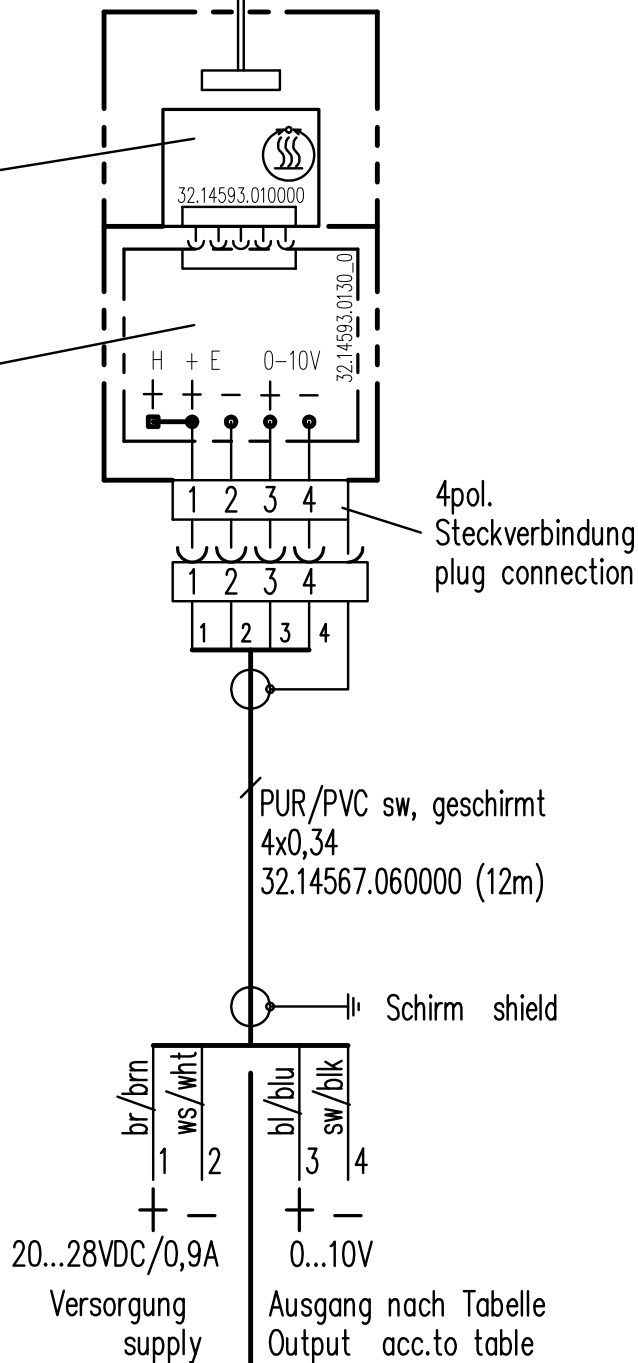 32.14593.010000
32.14593.0130_0
H + E 0-10V
+ + − + −
1 2 3 4
4pol.
Steckverbindung
plug connection
1 2 3 4
1 2 3 4
PUR/PVC sw, geschirmt
4x0,34
32.14567.060000 (12m)
Schirm shield
br/brn ws/wht bl/blu sw/blk
1 2 3 4
+ − + −
20...28VDC/0,9A 0...10V
Versorgung Ausgang nach Tabelle
supply Output acc.to table